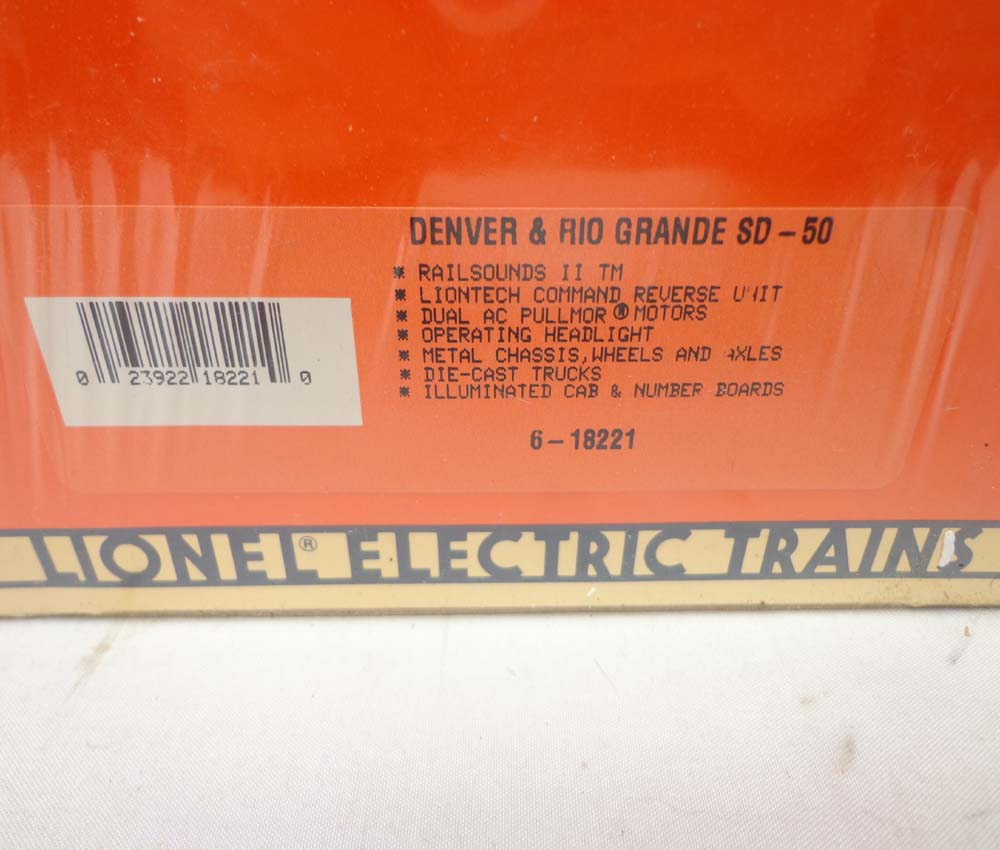 DENVER & RIO GRANDE SD-50
* RAILSOUNDS II TM
* LIONTECH COMMAND REVERSE UNIT
* DUAL AC PULLMOR® MOTORS
* OPERATING HEADLIGHT
* METAL CHASSIS, WHEELS AND AXLES
* DIE-CAST TRUCKS
* ILLUMINATED CAB & NUMBER BOARDS
0 23922 18221 0
6-18221
LIONEL® ELECTRIC TRAINS